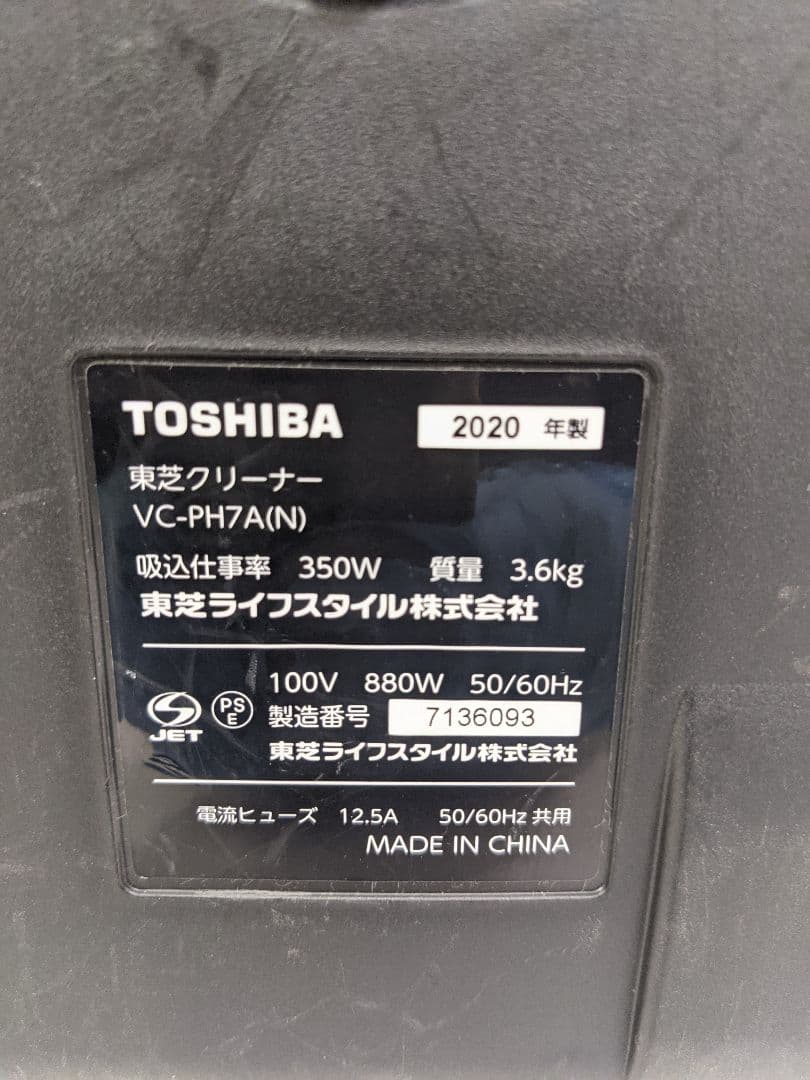 TOSHIBA 2020 年製
東芝クリーナー
VC-PH7A(N)
吸込仕事率 350W 質量 3.6kg
東芝ライフスタイル株式会社
100V 880W 50/60Hz
JET PSE 製造番号 7136093
東芝ライフスタイル株式会社
電流ヒューズ 12.5A 50/60Hz 共用
MADE IN CHINA